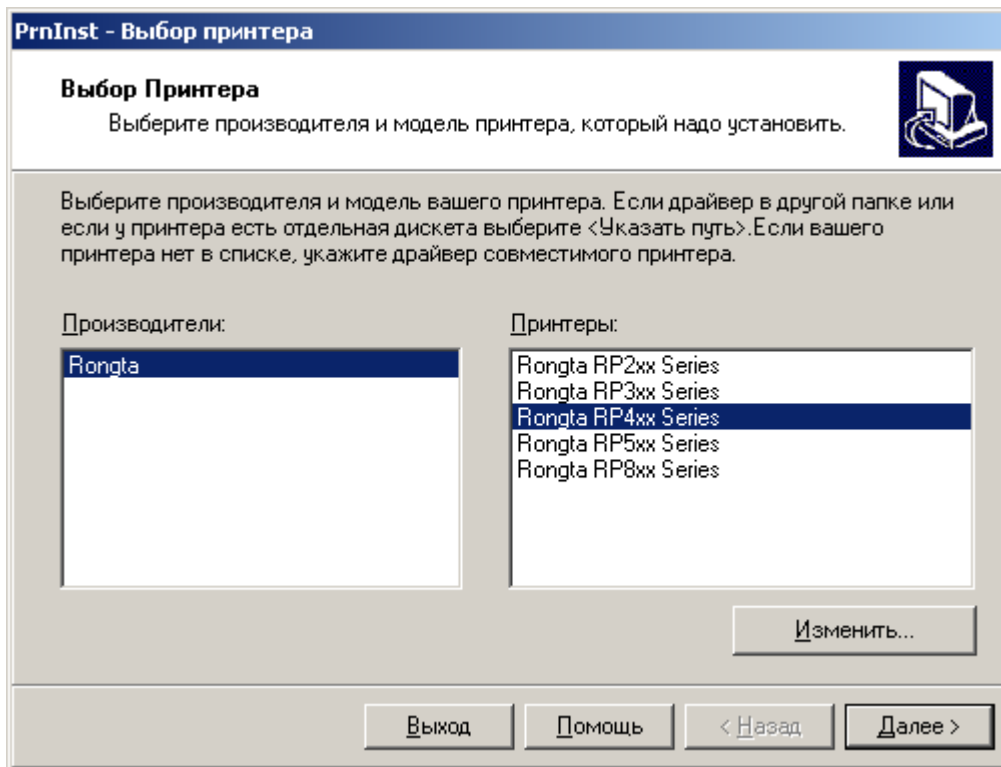 PrnInst - Выбор принтера
Выбор Принтера
Выберите производителя и модель принтера, который надо установить.
Выберите производителя и модель вашего принтера. Если драйвер в другой папке или
если у принтера есть отдельная дискета выберите <Указать путь>.Если вашего
принтера нет в списке, укажите драйвер совместимого принтера.
Производители:
Rongta
Принтеры:
Rongta RP2xx Series
Rongta RP3xx Series
Rongta RP4xx Series
Rongta RP5xx Series
Rongta RP8xx Series
Изменить...
Выход
Помощь
< Назад
Далее >